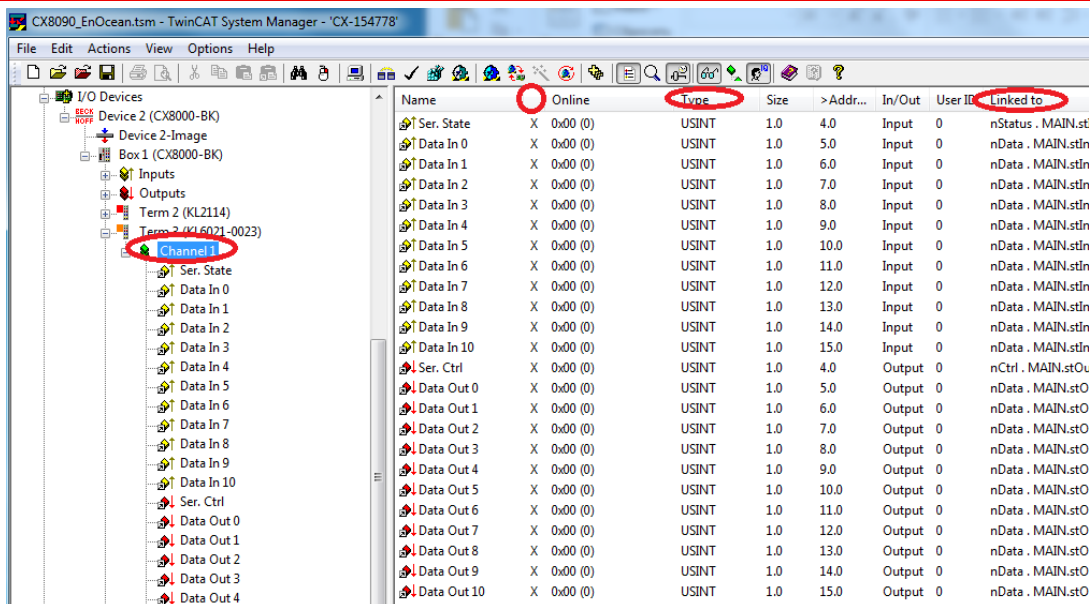 CX8090_EnOcean.tsm - TwinCAT System Manager - 'CX-154778'
File Edit Actions View Options Help
I/O Devices
BECK
HOFF
Device 2 (CX8000-BK)
Device 2-Image
Box 1 (CX8000-BK)
Inputs
Outputs
Term 2 (KL2114)
Term 3 (KL6021-0023)
Channel 1
Ser. State
Data In 0
Data In 1
Data In 2
Data In 3
Data In 4
Data In 5
Data In 6
Data In 7
Data In 8
Data In 9
Data In 10
Ser. Ctrl
Data Out 0
Data Out 1
Data Out 2
Data Out 3
Data Out 4
Name Online Type Size >Addr... In/Out User ID Linked to
Ser. State X 0x00 (0) USINT 1.0 4.0 Input 0 nStatus . MAIN.stI
Data In 0 X 0x00 (0) USINT 1.0 5.0 Input 0 nData . MAIN.stIn
Data In 1 X 0x00 (0) USINT 1.0 6.0 Input 0 nData . MAIN.stIn
Data In 2 X 0x00 (0) USINT 1.0 7.0 Input 0 nData . MAIN.stIn
Data In 3 X 0x00 (0) USINT 1.0 8.0 Input 0 nData . MAIN.stIn
Data In 4 X 0x00 (0) USINT 1.0 9.0 Input 0 nData . MAIN.stIn
Data In 5 X 0x00 (0) USINT 1.0 10.0 Input 0 nData . MAIN.stIn
Data In 6 X 0x00 (0) USINT 1.0 11.0 Input 0 nData . MAIN.stIn
Data In 7 X 0x00 (0) USINT 1.0 12.0 Input 0 nData . MAIN.stIn
Data In 8 X 0x00 (0) USINT 1.0 13.0 Input 0 nData . MAIN.stIn
Data In 9 X 0x00 (0) USINT 1.0 14.0 Input 0 nData . MAIN.stIn
Data In 10 X 0x00 (0) USINT 1.0 15.0 Input 0 nData . MAIN.stIn
Ser. Ctrl X 0x00 (0) USINT 1.0 4.0 Output 0 nCtrl . MAIN.stOu
Data Out 0 X 0x00 (0) USINT 1.0 5.0 Output 0 nData . MAIN.stO
Data Out 1 X 0x00 (0) USINT 1.0 6.0 Output 0 nData . MAIN.stO
Data Out 2 X 0x00 (0) USINT 1.0 7.0 Output 0 nData . MAIN.stO
Data Out 3 X 0x00 (0) USINT 1.0 8.0 Output 0 nData . MAIN.stO
Data Out 4 X 0x00 (0) USINT 1.0 9.0 Output 0 nData . MAIN.stO
Data Out 5 X 0x00 (0) USINT 1.0 10.0 Output 0 nData . MAIN.stO
Data Out 6 X 0x00 (0) USINT 1.0 11.0 Output 0 nData . MAIN.stO
Data Out 7 X 0x00 (0) USINT 1.0 12.0 Output 0 nData . MAIN.stO
Data Out 8 X 0x00 (0) USINT 1.0 13.0 Output 0 nData . MAIN.stO
Data Out 9 X 0x00 (0) USINT 1.0 14.0 Output 0 nData . MAIN.stO
Data Out 10 X 0x00 (0) USINT 1.0 15.0 Output 0 nData . MAIN.stO